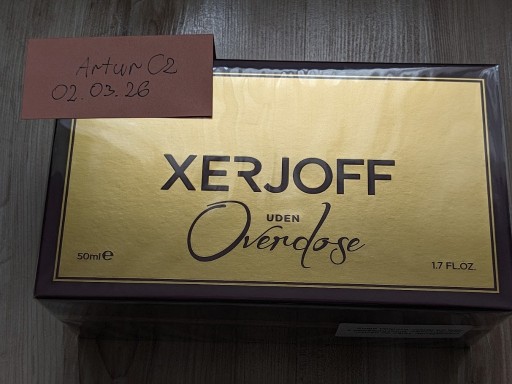 Artur C2
02.03.26
XERJOFF
UDEN
Overdose
50ml e
1.7 FL.OZ.